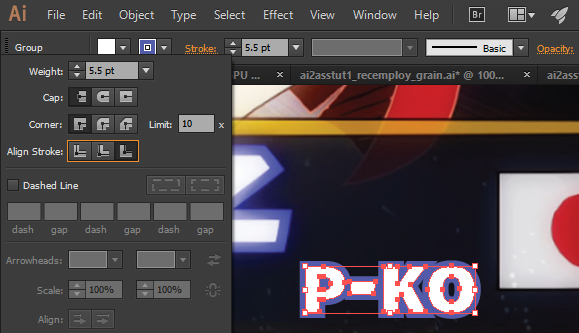 Ai File Edit Object Type Select Effect View Window Help Br
Group Stroke: 5.5 pt Basic Opacity:
Weight: 5.5 pt
PU ... × ai2asstut1_recemploy_grain.ai* @ 100... × ai2ass
Cap:
Corner: Limit: 10 x
Align Stroke:
Dashed Line
dash gap dash gap dash gap
Arrowheads:
Scale: 100% 100%
Align:
P-KO